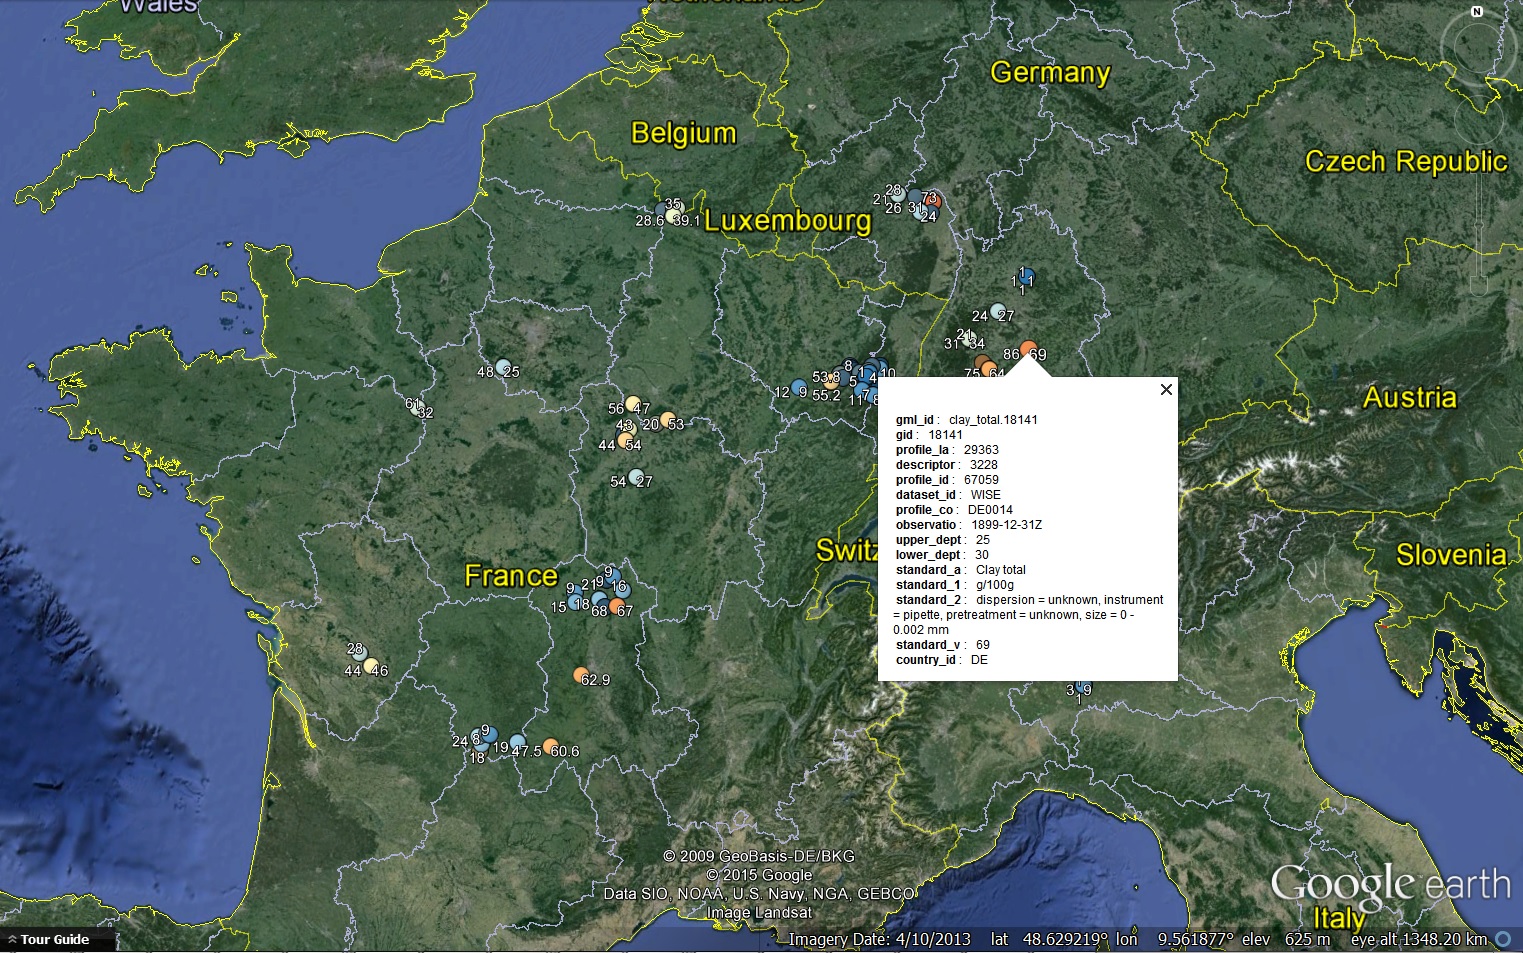 Wales
N
Germany
Belgium
Czech Republic
28
21
73
26
31
24
35
28.6
39.1
Luxembourg
1
1
1
1
24
27
21
31
34
86
69
75
64
48
25
8
53.8
1
5
4
10
12
9
55.2
11
7
8
61
32
56
47
43
20
53
44
54
54
27
Austria
gml_id : clay_total.18141
gid : 18141
profile_la : 29363
descriptor : 3228
profile_id : 67059
dataset_id : WISE
profile_co : DE0014
observatio : 1899-12-31Z
upper_dept : 25
lower_dept : 30
standard_a : Clay total
standard_1 : g/100g
standard_2 : dispersion = unknown, instrument
= pipette, pretreatment = unknown, size = 0 -
0.002 mm
standard_v : 69
country_id : DE
Switz
Slovenia
France
9
9
21
9
16
15
18
68
67
28
44
46
62.9
3
9
1
9
24
8
19
47.5
60.6
18
© 2009 GeoBasis-DE/BKG
© 2015 Google
Data SIO, NOAA, U.S. Navy, NGA, GEBCO
Image Landsat
Google earth
Italy
Tour Guide
Imagery Date: 4/10/2013 lat 48.629219° lon 9.561877° elev 625 m eye alt 1348.20 km